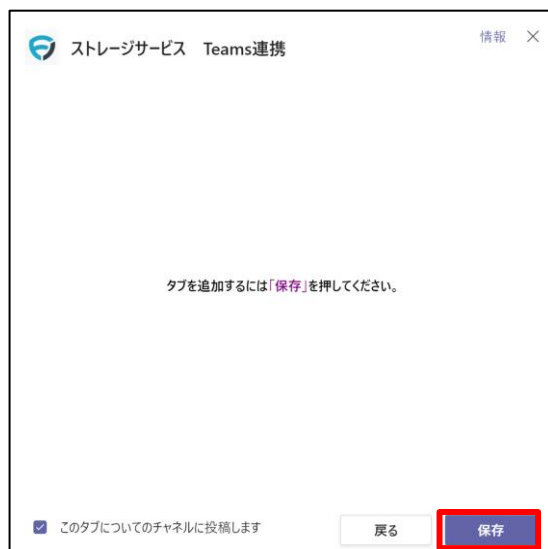 ストレージサービス　Teams連携
情報
タブを追加するには「保存」を押してください。
このタブについてのチャネルに投稿します
戻る
保存